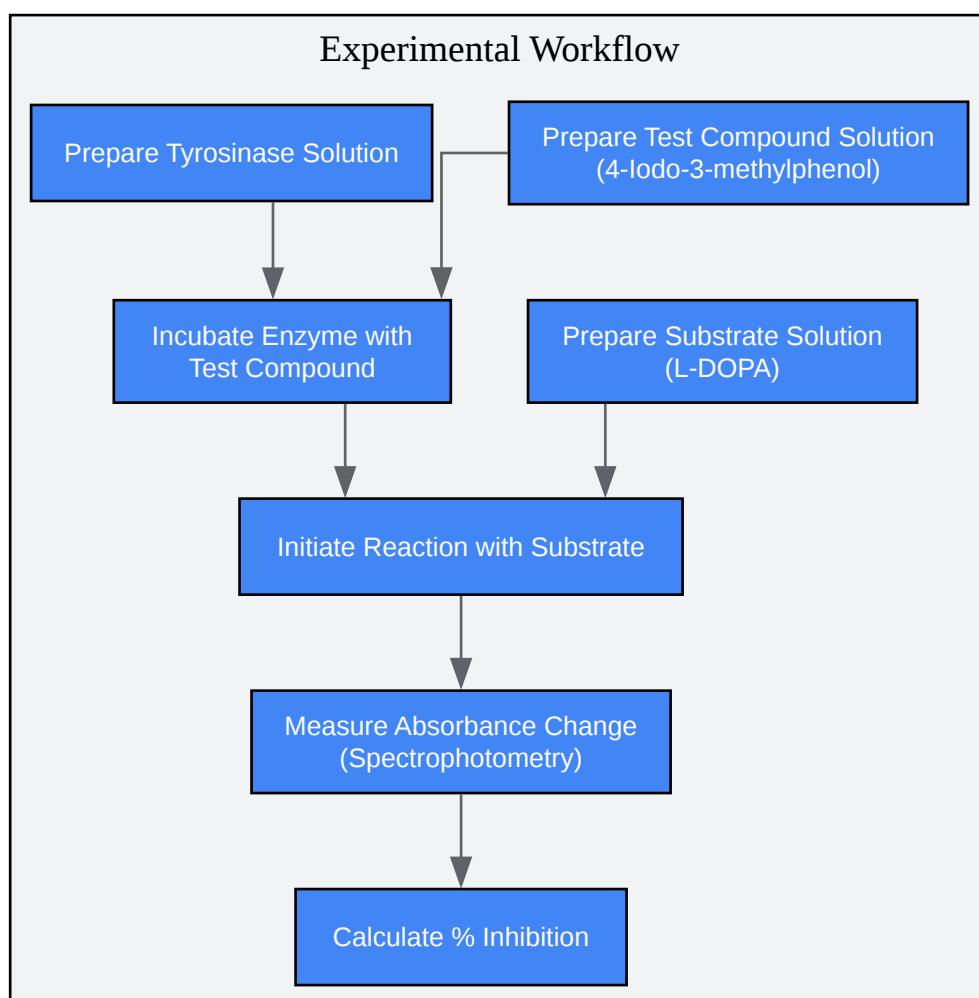 Experimental Workflow
Prepare Tyrosinase Solution
Prepare Test Compound Solution
(4-Iodo-3-methylphenol)
Incubate Enzyme with
Test Compound
Prepare Substrate Solution
(L-DOPA)
Initiate Reaction with Substrate
Measure Absorbance Change
(Spectrophotometry)
Calculate % Inhibition